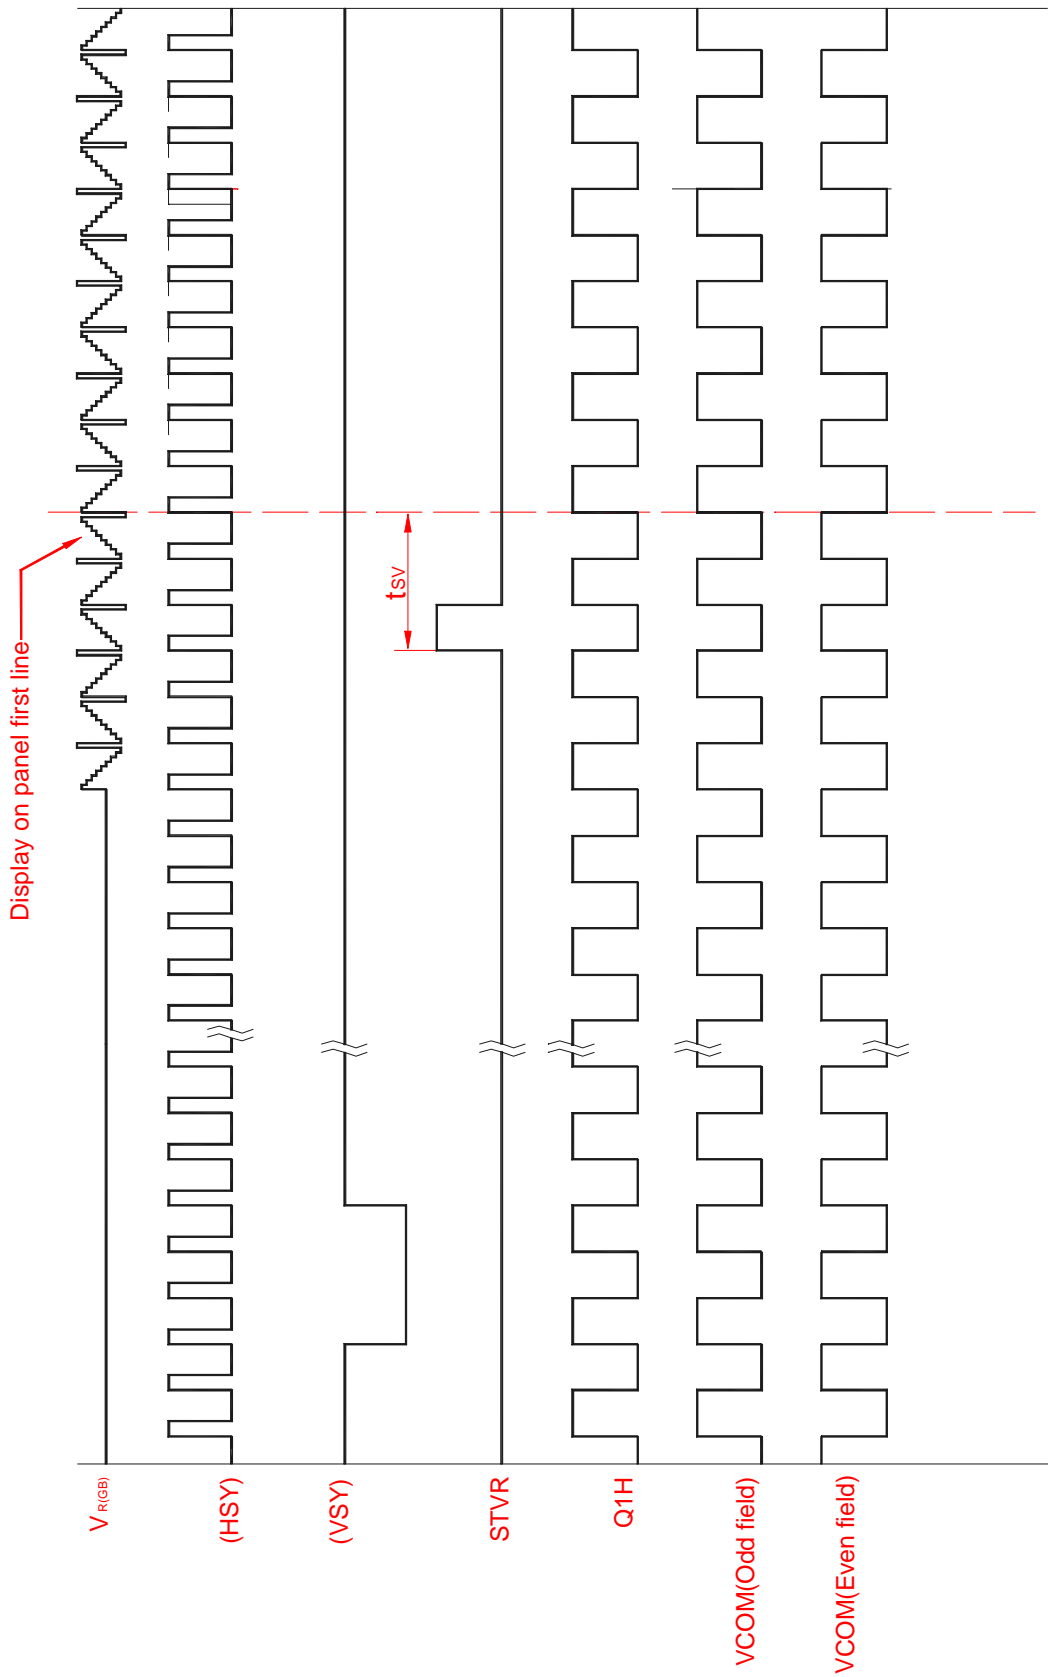 Display on panel first line
VR(GB)
(HSY)
(VSY)
tsv
STVR
Q1H
VCOM(Odd field)
VCOM(Even field)